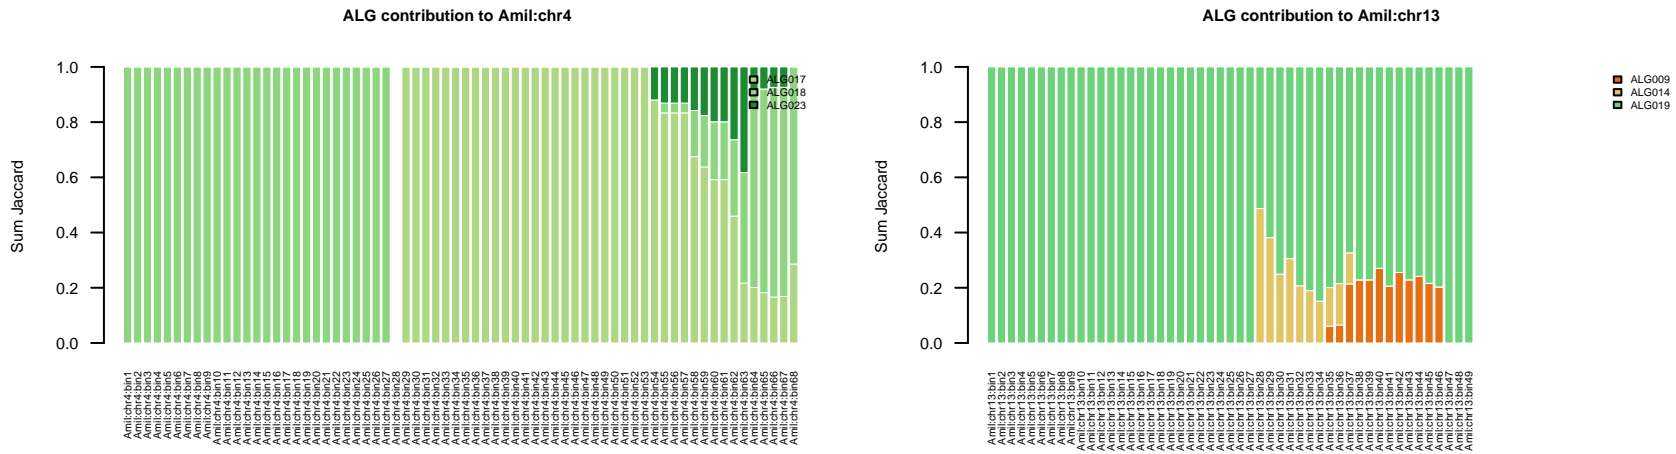 ALG contribution to Amil:chr4
Sum Jaccard
1.0
0.8
0.6
0.4
0.2
0.0
ALG017
ALG018
ALG023
Amil:chr4:bin1
Amil:chr4:bin2
Amil:chr4:bin3
Amil:chr4:bin4
Amil:chr4:bin5
Amil:chr4:bin6
Amil:chr4:bin7
Amil:chr4:bin8
Amil:chr4:bin9
Amil:chr4:bin10
Amil:chr4:bin11
Amil:chr4:bin12
Amil:chr4:bin13
Amil:chr4:bin14
Amil:chr4:bin15
Amil:chr4:bin16
Amil:chr4:bin17
Amil:chr4:bin18
Amil:chr4:bin19
Amil:chr4:bin20
Amil:chr4:bin21
Amil:chr4:bin22
Amil:chr4:bin23
Amil:chr4:bin24
Amil:chr4:bin25
Amil:chr4:bin26
Amil:chr4:bin27
Amil:chr4:bin28
Amil:chr4:bin29
Amil:chr4:bin30
Amil:chr4:bin31
Amil:chr4:bin32
Amil:chr4:bin33
Amil:chr4:bin34
Amil:chr4:bin35
Amil:chr4:bin36
Amil:chr4:bin37
Amil:chr4:bin38
Amil:chr4:bin39
Amil:chr4:bin40
Amil:chr4:bin41
Amil:chr4:bin42
Amil:chr4:bin43
Amil:chr4:bin44
Amil:chr4:bin45
Amil:chr4:bin46
Amil:chr4:bin47
Amil:chr4:bin48
Amil:chr4:bin49
Amil:chr4:bin50
Amil:chr4:bin51
Amil:chr4:bin52
Amil:chr4:bin53
Amil:chr4:bin54
Amil:chr4:bin55
Amil:chr4:bin56
Amil:chr4:bin57
Amil:chr4:bin58
Amil:chr4:bin59
Amil:chr4:bin60
Amil:chr4:bin61
Amil:chr4:bin62
Amil:chr4:bin63
Amil:chr4:bin64
Amil:chr4:bin65
Amil:chr4:bin66
Amil:chr4:bin67
Amil:chr4:bin68
ALG contribution to Amil:chr13
Sum Jaccard
1.0
0.8
0.6
0.4
0.2
0.0
ALG009
ALG014
ALG019
Amil:chr13:bin1
Amil:chr13:bin2
Amil:chr13:bin3
Amil:chr13:bin4
Amil:chr13:bin5
Amil:chr13:bin6
Amil:chr13:bin7
Amil:chr13:bin8
Amil:chr13:bin9
Amil:chr13:bin10
Amil:chr13:bin11
Amil:chr13:bin12
Amil:chr13:bin13
Amil:chr13:bin14
Amil:chr13:bin15
Amil:chr13:bin16
Amil:chr13:bin17
Amil:chr13:bin18
Amil:chr13:bin19
Amil:chr13:bin20
Amil:chr13:bin21
Amil:chr13:bin22
Amil:chr13:bin23
Amil:chr13:bin24
Amil:chr13:bin25
Amil:chr13:bin26
Amil:chr13:bin27
Amil:chr13:bin28
Amil:chr13:bin29
Amil:chr13:bin30
Amil:chr13:bin31
Amil:chr13:bin32
Amil:chr13:bin33
Amil:chr13:bin34
Amil:chr13:bin35
Amil:chr13:bin36
Amil:chr13:bin37
Amil:chr13:bin38
Amil:chr13:bin39
Amil:chr13:bin40
Amil:chr13:bin41
Amil:chr13:bin42
Amil:chr13:bin43
Amil:chr13:bin44
Amil:chr13:bin45
Amil:chr13:bin46
Amil:chr13:bin47
Amil:chr13:bin48
Amil:chr13:bin49